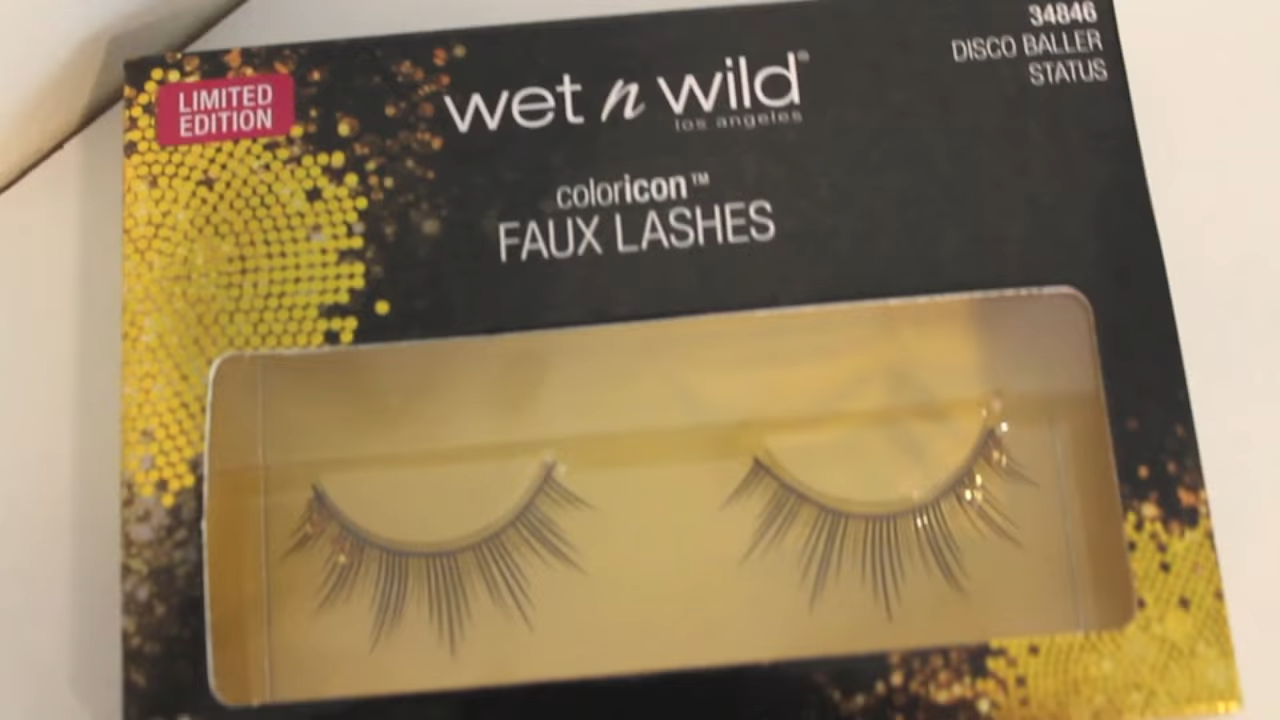 34846
DISCO BALLER
STATUS
LIMITED
EDITION
wet n wild®
los angeles
coloricon™
FAUX LASHES